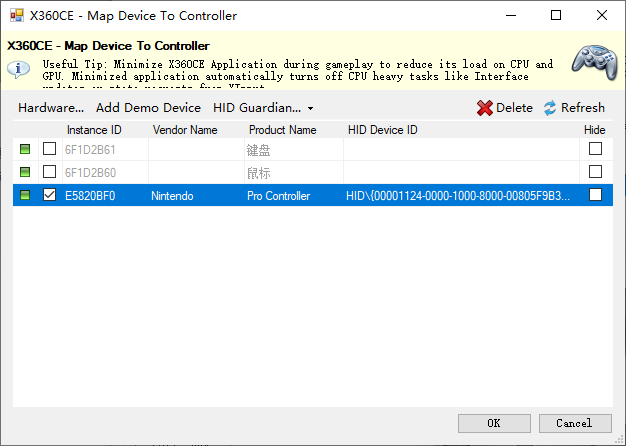 X360CE - Map Device To Controller
X360CE - Map Device To Controller
Useful Tip: Minimize X360CE Application during gameplay to reduce its load on CPU and
GPU. Minimized application automatically turns off CPU heavy tasks like Interface
Hardware... Add Demo Device HID Guardian... Delete Refresh
Instance ID Vendor Name Product Name HID Device ID Hide
6F1D2B61 键盘
6F1D2B60 鼠标
E5820BF0 Nintendo Pro Controller HID\{00001124-0000-1000-8000-00805F9B3...
OK Cancel